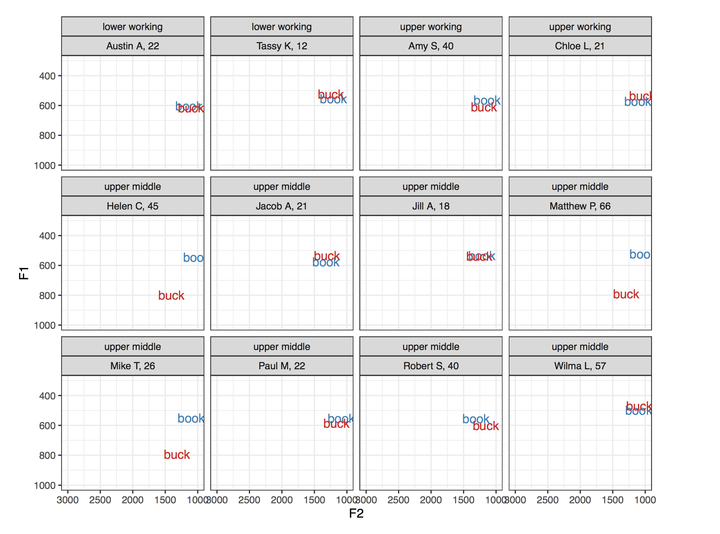 lower working lower working upper working upper working
Austin A, 22 Tassy K, 12 Amy S, 40 Chloe L, 21
400
600
800
1000
book buck
buck book
book buck
buck book
upper middle upper middle upper middle upper middle
Helen C, 45 Jacob A, 21 Jill A, 18 Matthew P, 66
400
600
800
1000
boo buck
buck book
book buck
boo buck
F1
upper middle upper middle upper middle upper middle
Mike T, 26 Paul M, 22 Robert S, 40 Wilma L, 57
400
600
800
1000
book buck
book buck
book buck
buck book
3000 2500 2000 1500 1000 3000 2500 2000 1500 1000 3000 2500 2000 1500 1000 3000 2500 2000 1500 1000
F2